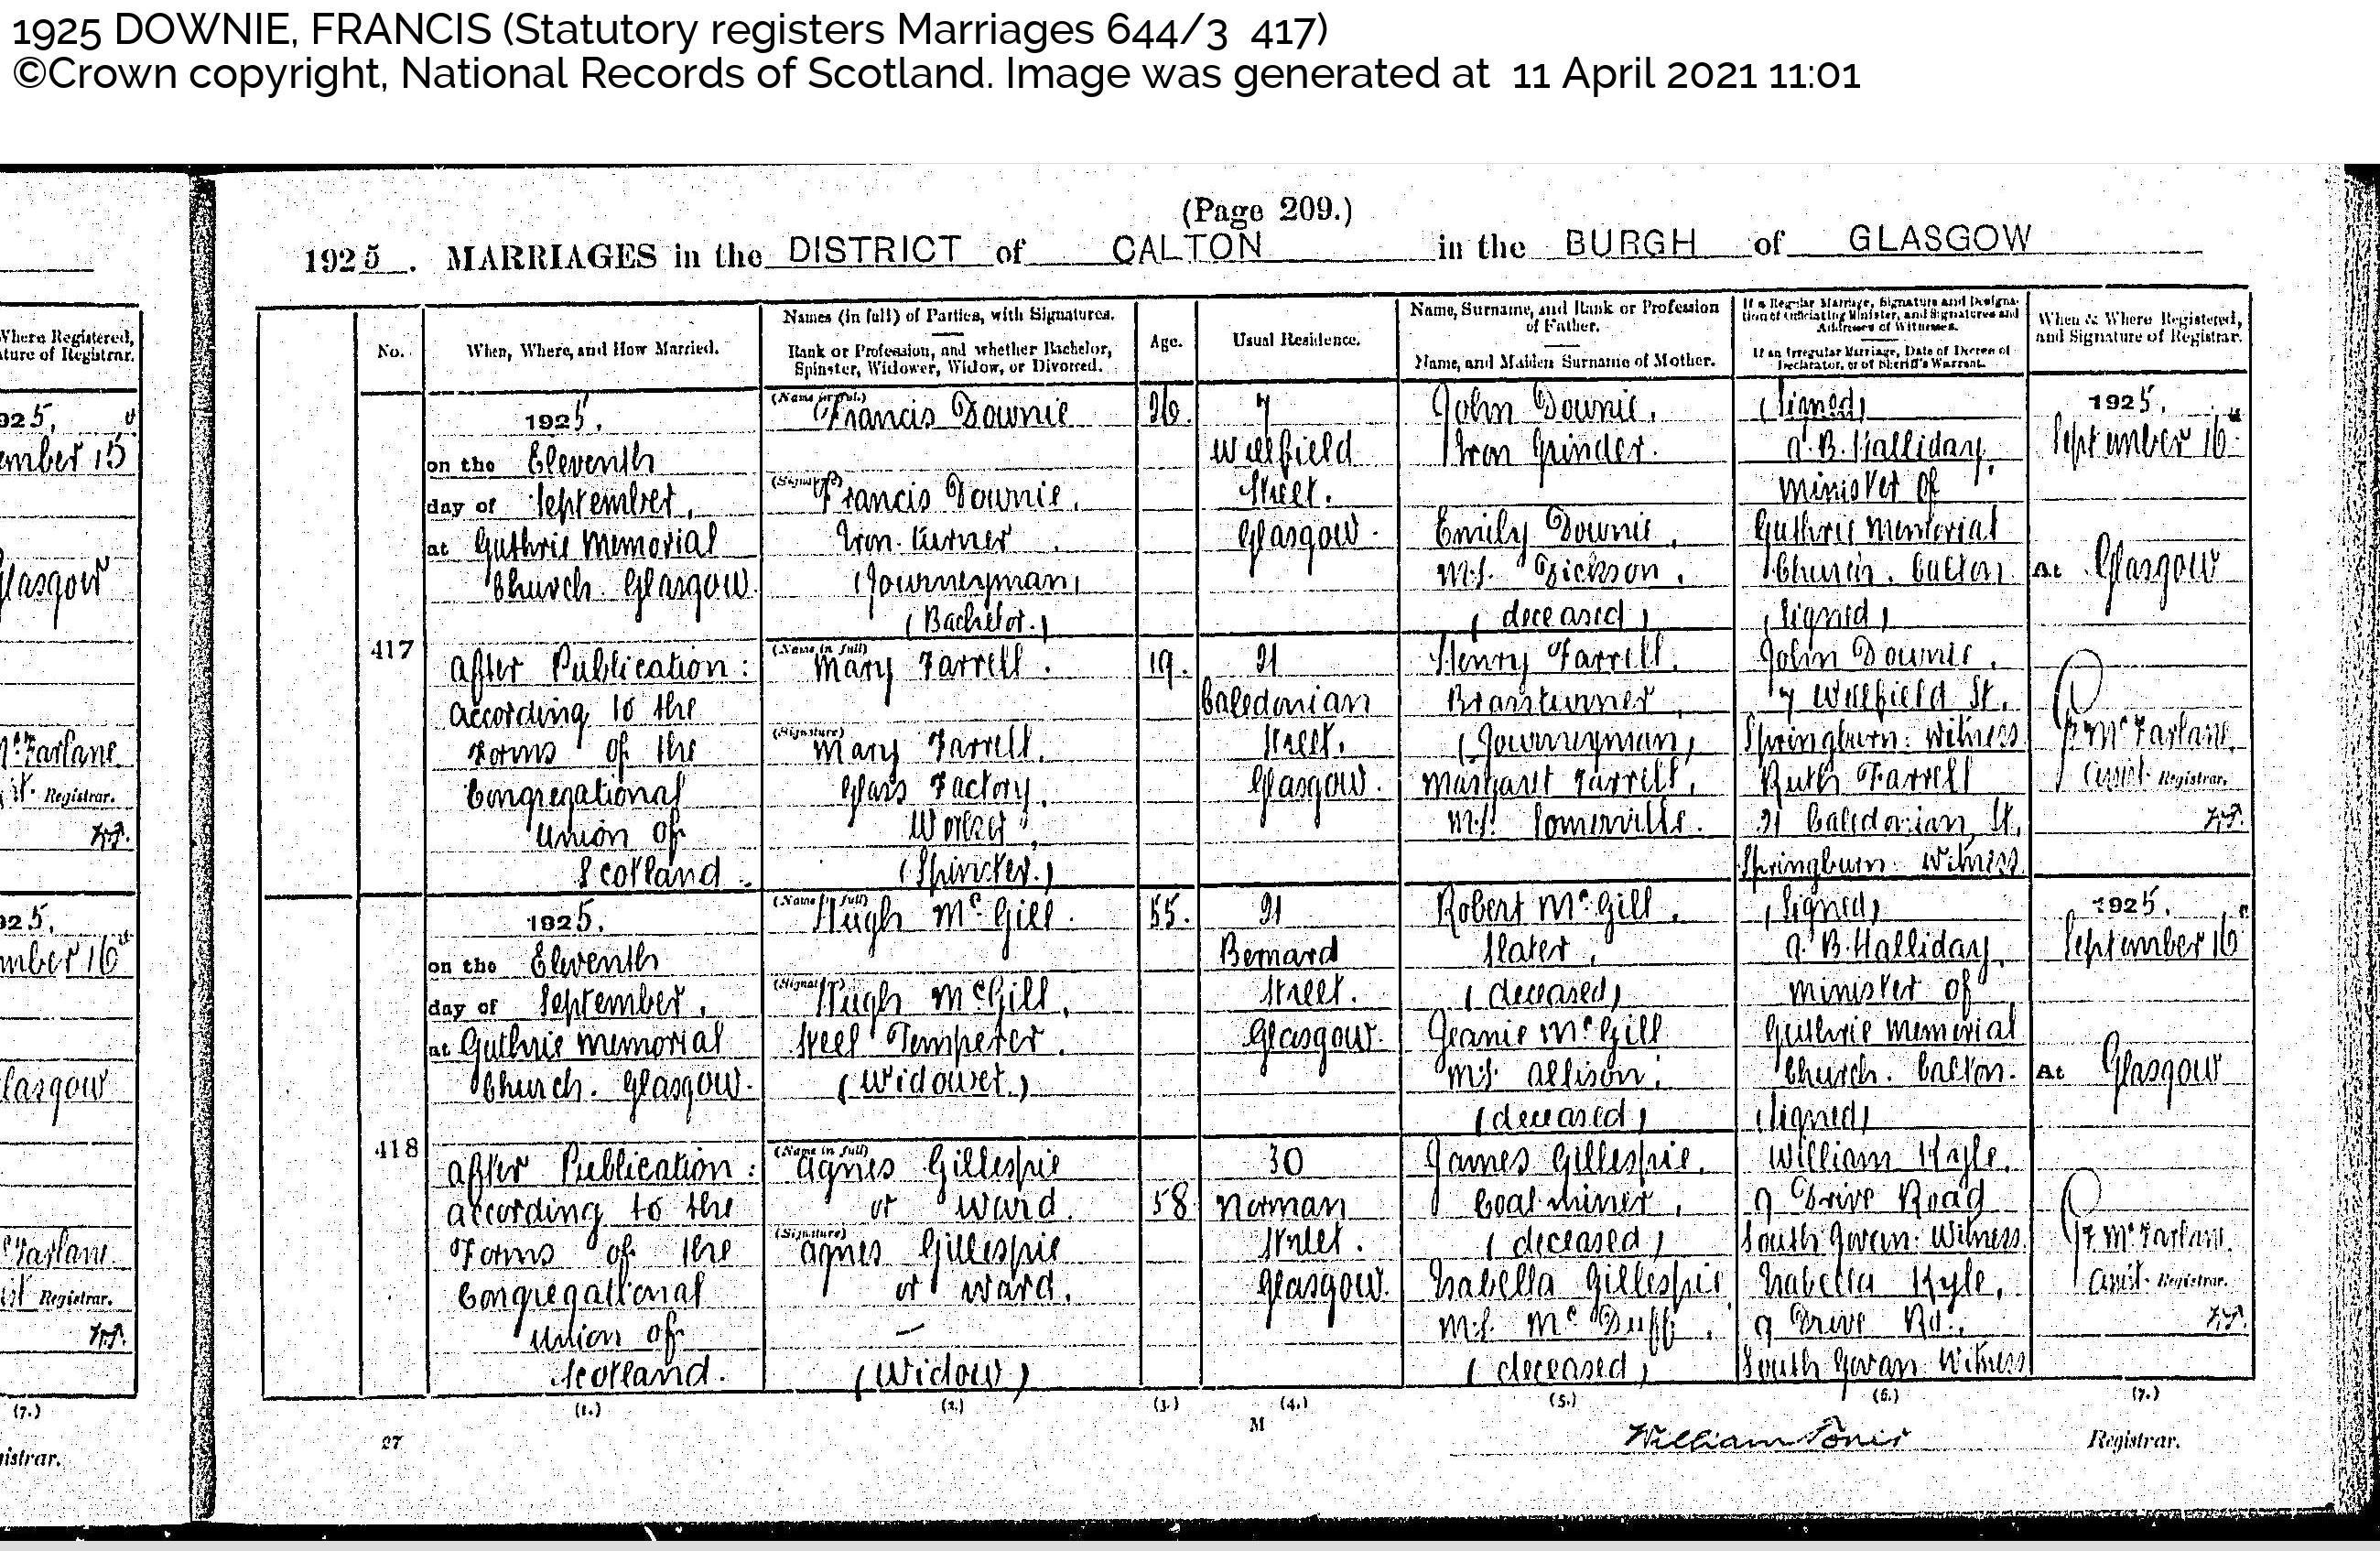 1925 DOWNIE, FRANCIS (Statutory registers Marriages 644/3 417)
©Crown copyright, National Records of Scotland. Image was generated at 11 April 2021 11:01
(Page 209.)
1925. MARRIAGES in the DISTRICT of CALTON in the BURGH of GLASGOW
Where Registered,
ture of Registrar.
925,
ember 15
Glasgow
McFarlane
Registrar.
925,
mber 16
Glasgow
McFarlane
Registrar.
(7.)
istrar.
No.
When, Where, and How Married.
Names (in full) of Parties, with Signatures.
Rank or Profession, and whether Bachelor,
Spinster, Widower, Widow, or Divorced.
Age.
Usual Residence.
Name, Surname, and Rank or Profession
of Father.
Name, and Maiden Surname of Mother.
If a Regular Marriage, Signature and Designa-
tion of Officiating Minister, and Signatures and
Addresses of Witnesses.
If an Irregular Marriage, Date of Decree of
Declarator, or of Sheriff's Warrant.
When & Where Registered,
and Signature of Registrar.
417
1925,
on the Eleventh
day of September,
at Guthrie Memorial
Church. Glasgow.
After Publication:
according to the
Forms of the
Congregational
Union of
Scotland.
(Name in full)
Francis Downie
(Signature)
Francis Downie,
Iron-turner
(Journeyman)
(Bachelor.)
(Name in full)
Mary Farrell.
(Signature)
Mary Farrell.
Glass Factory
Worker,
(Spinster.)
26.
19.
7
Wellfield
Street.
Glasgow.
21
Caledonian
Street.
Glasgow.
John Downie,
Iron Grinder.
Emily Downie,
m.s. Dickson,
(deceased)
Henry Farrell,
Brassturner,
(Journeyman)
Margaret Farrell,
m.s. Somerville.
(Signed)
A. B. Halliday,
Minister of
Guthrie Memorial
Church. Calton
(Signed)
John Downie,
7 Wellfield St.
Springburn: Witness
Ruth Farrell
21 Caledonian St.
Springburn: Witness
1925,
September 16
At Glasgow
McFarlane,
Assist. Registrar.
418
1925,
on the Eleventh
day of September,
at Guthrie Memorial
Church. Glasgow.
After Publication:
according to the
Forms of the
Congregational
Union of
Scotland.
(Name in full)
Hugh McGill.
(Signature)
Hugh McGill,
Steel Temperer.
(Widower.)
(Name in full)
Agnes Gillespie
or Ward.
(Signature)
Agnes Gillespie
or Ward.
(Widow)
55.
58
21
Bernard
Street.
Glasgow.
30
Norman
Street.
Glasgow.
Robert McGill,
Slater,
(deceased)
Jeanie McGill
m.s. Allison.
(deceased)
James Gillespie,
Coalminer,
(deceased)
Isabella Gillespie
m.s. McDuff,
(deceased)
(Signed)
A. B. Halliday,
Minister of
Guthrie Memorial
Church. Calton.
(Signed)
William Kyle,
9 Drive Road
South Govan: Witness.
Isabella Kyle,
9 Drive Rd.,
South Govan Witness
1925,
September 16
At Glasgow
McFarlane,
Assist. Registrar.
(1.)
(2.)
(3.)
(4.)
(5.)
(6.)
(7.)
27
M
William
Registrar.